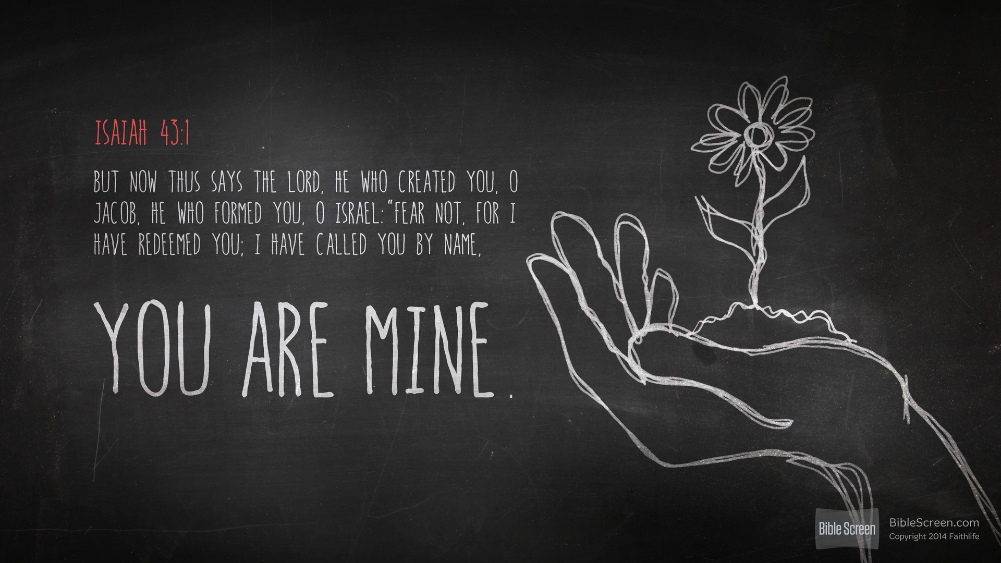 ISAIAH 43:1
BUT NOW THUS SAYS THE LORD, HE WHO CREATED YOU, O
JACOB, HE WHO FORMED YOU, O ISRAEL: "FEAR NOT, FOR I
HAVE REDEEMED YOU; I HAVE CALLED YOU BY NAME,
YOU ARE MINE.
Bible Screen
BibleScreen.com
Copyright 2014 Faithlife